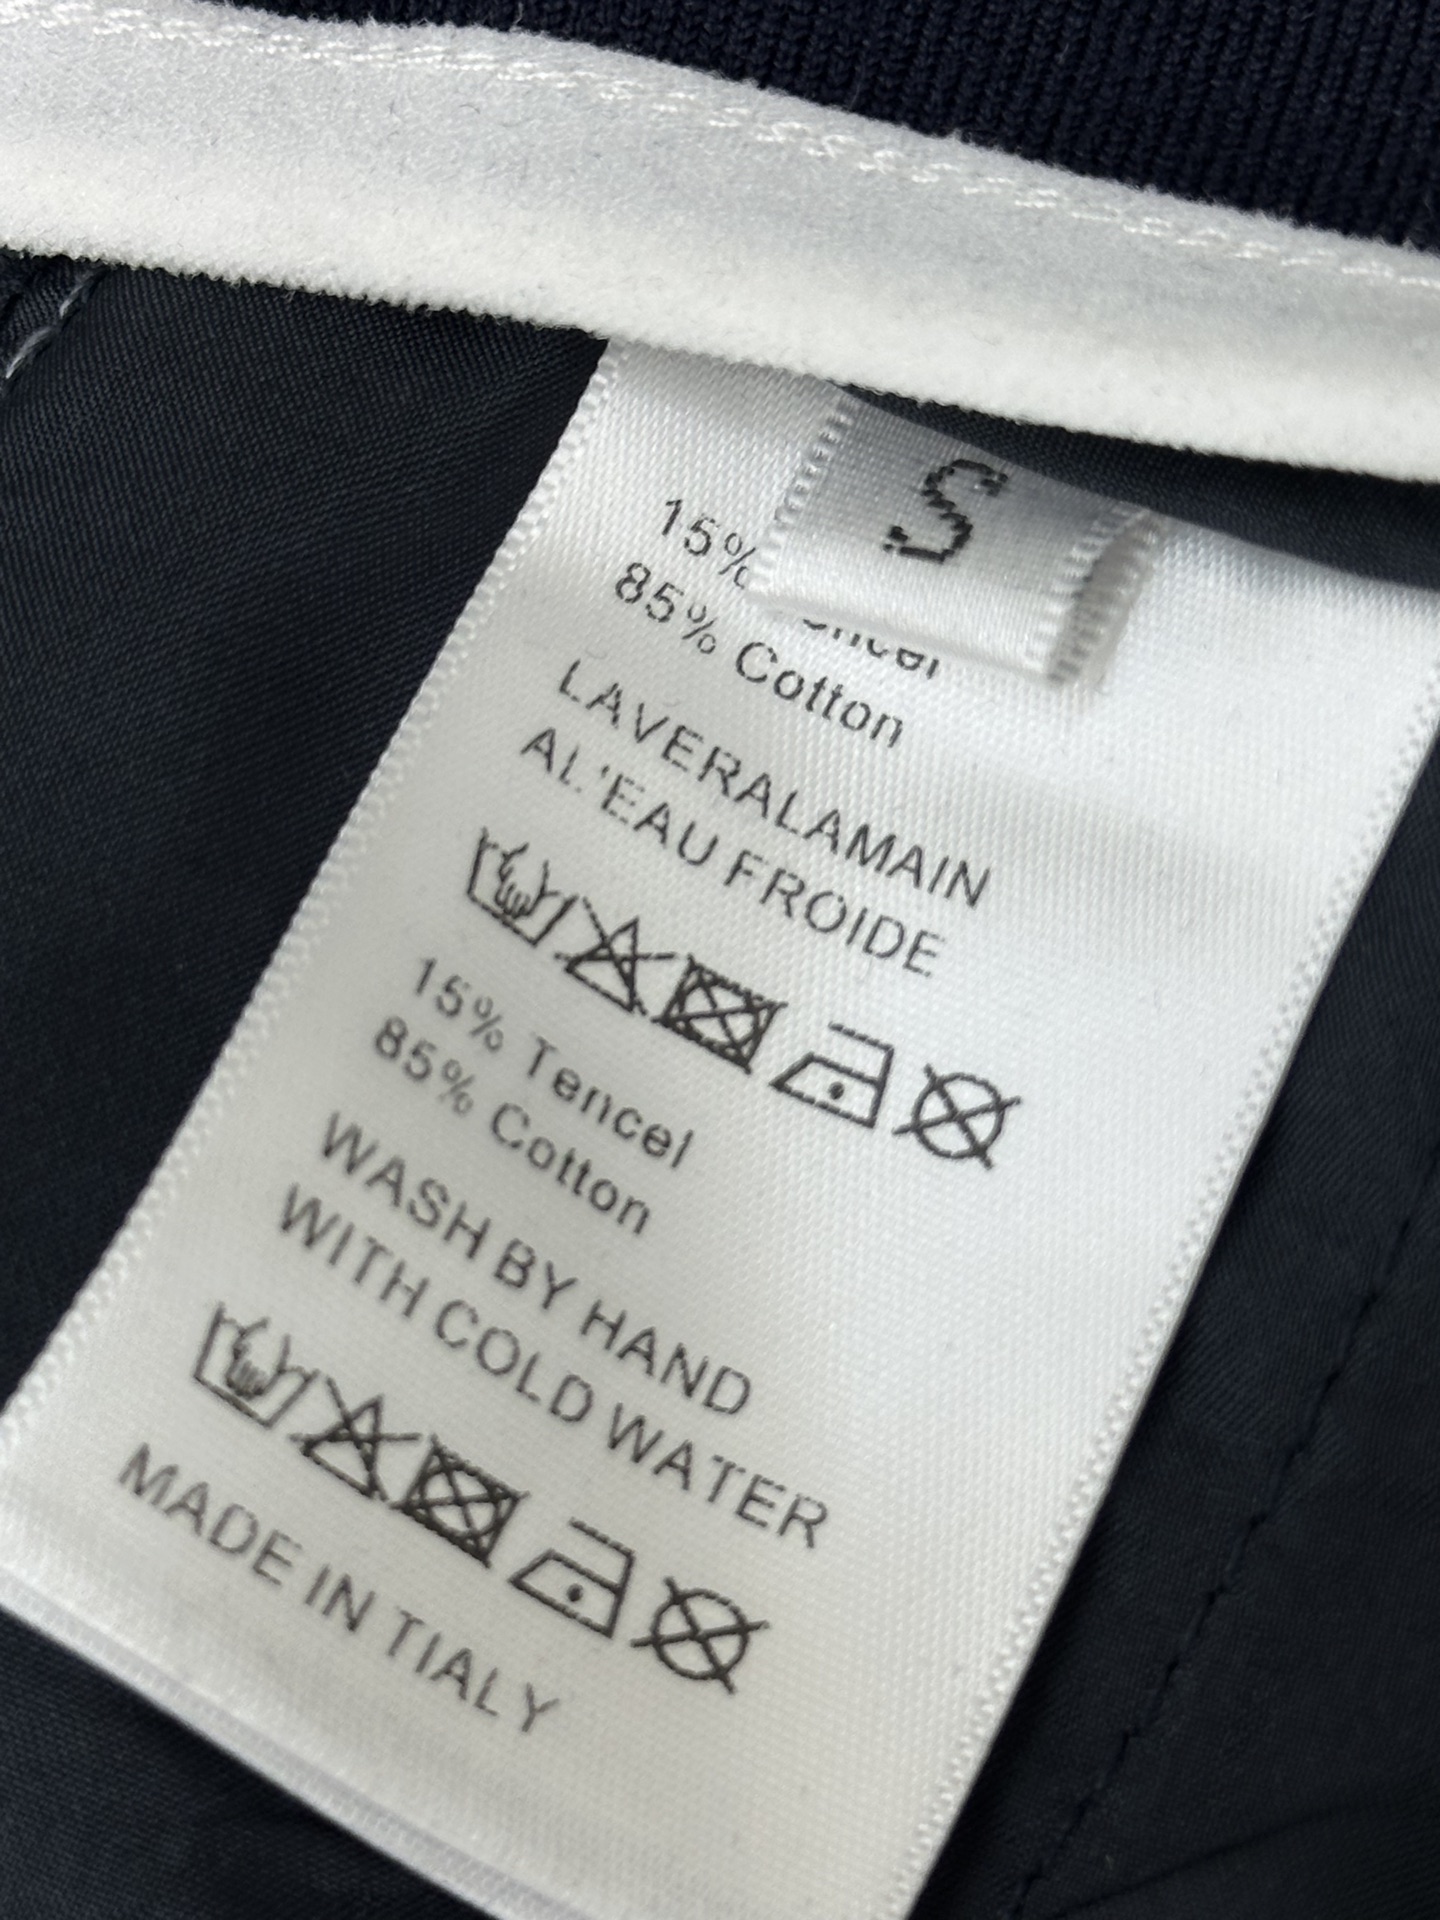 S
15%
85% Cotton
LAVERALAMAIN
AL'EAU FROIDE
15% Tencel
85% Cotton
WASH BY HAND
WITH COLD WATER
MADE IN TIALY